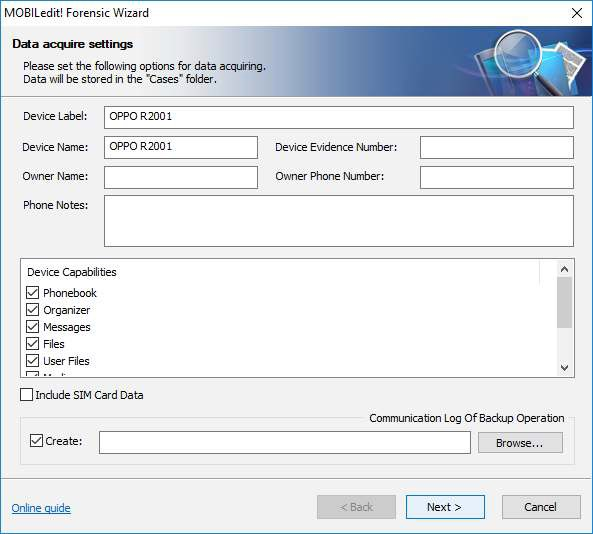 MOBILedit! Forensic Wizard
Data acquire settings
Please set the following options for data acquiring.
Data will be stored in the "Cases" folder.
Device Label: OPPO R2001
Device Name: OPPO R2001 Device Evidence Number:
Owner Name: Owner Phone Number:
Phone Notes:
Device Capabilities
Phonebook
Organizer
Messages
Files
User Files
Include SIM Card Data
Communication Log Of Backup Operation
Create: Browse...
Online guide < Back Next > Cancel